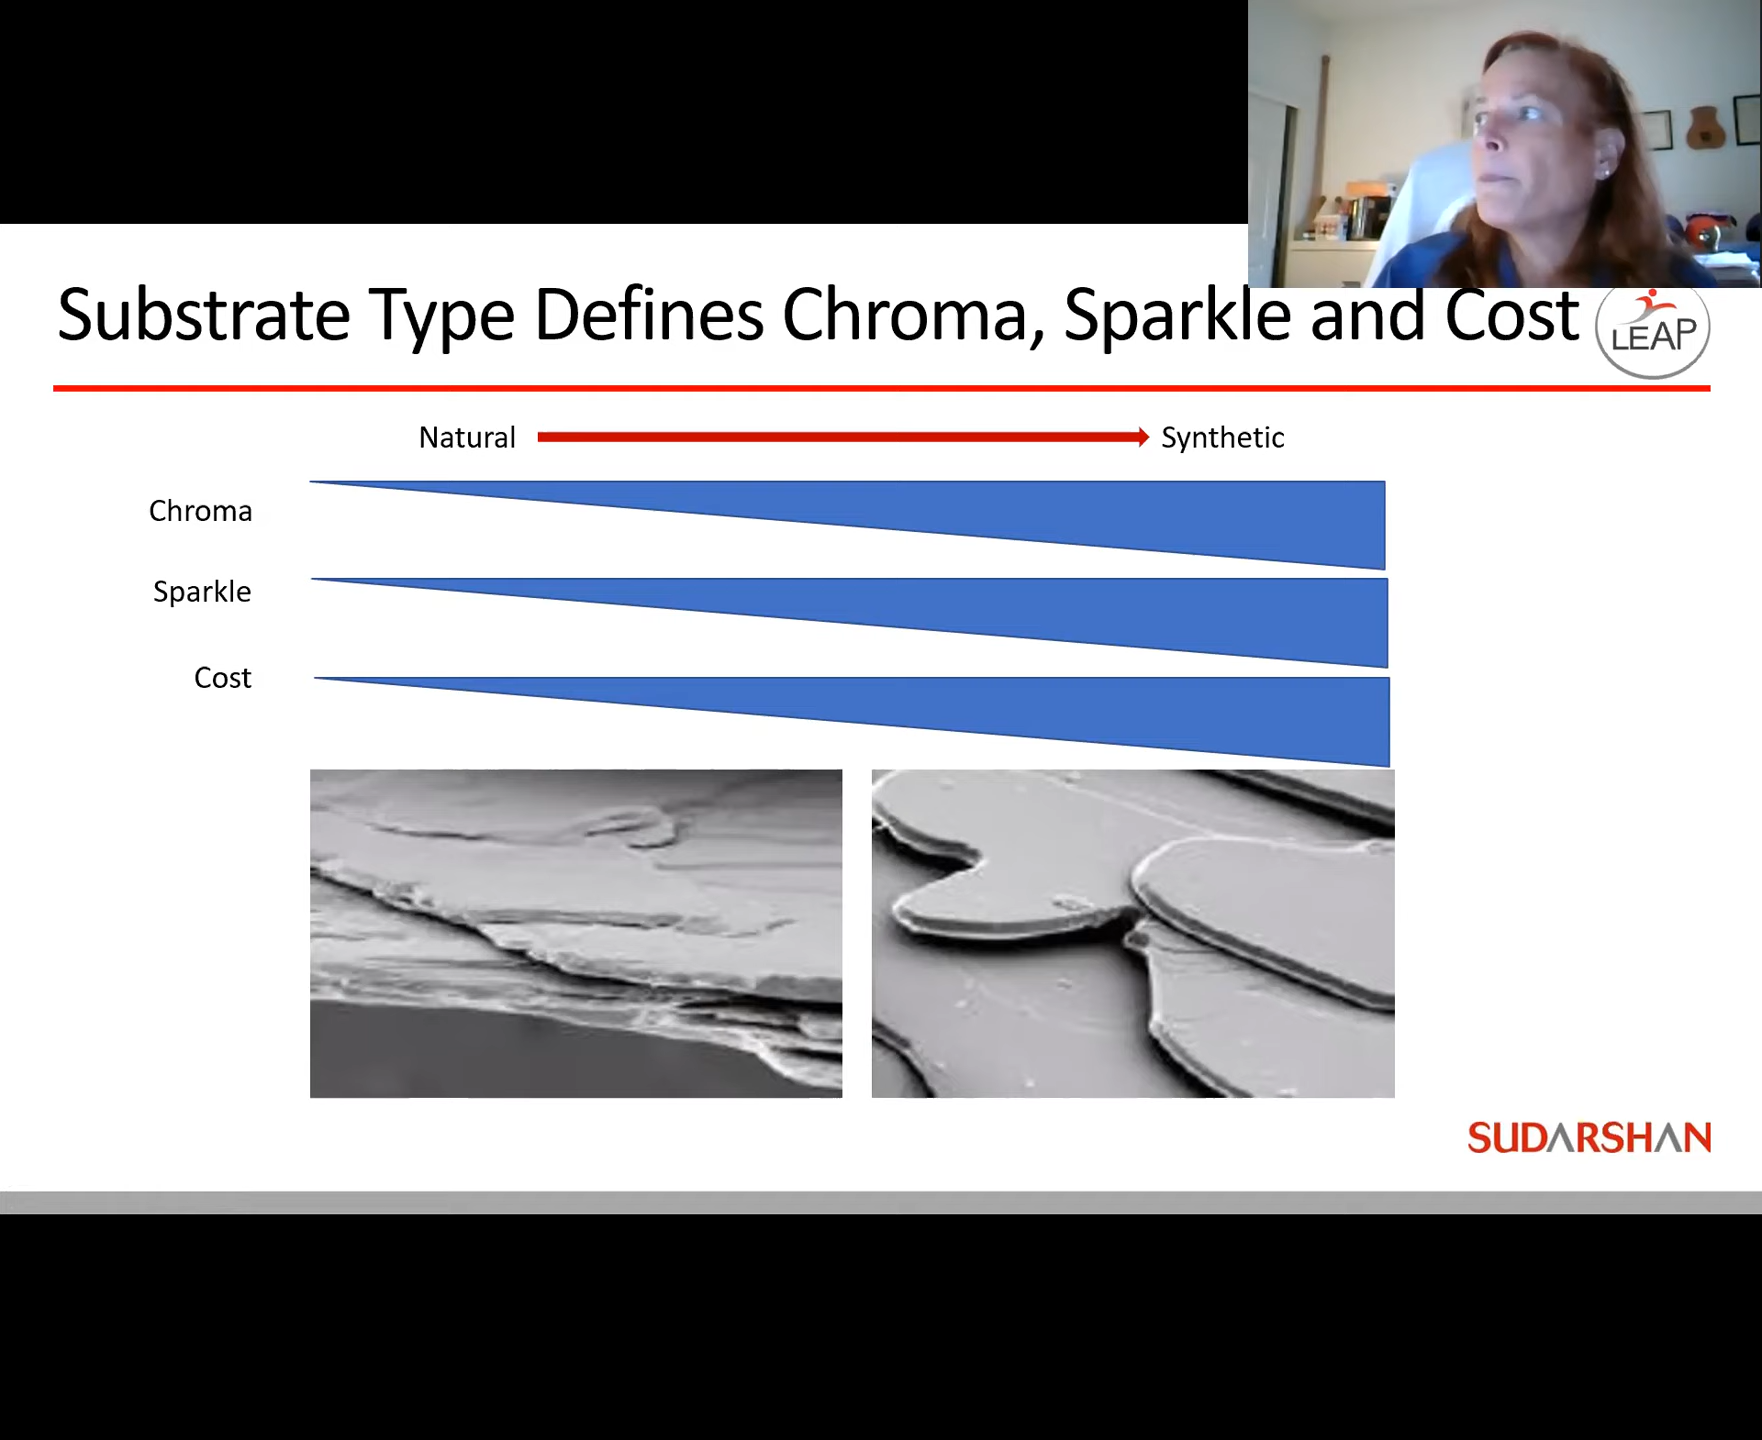 Substrate Type Defines Chroma, Sparkle and Cost
LEAP
Natural Synthetic
Chroma
Sparkle
Cost
SUDARSHAN